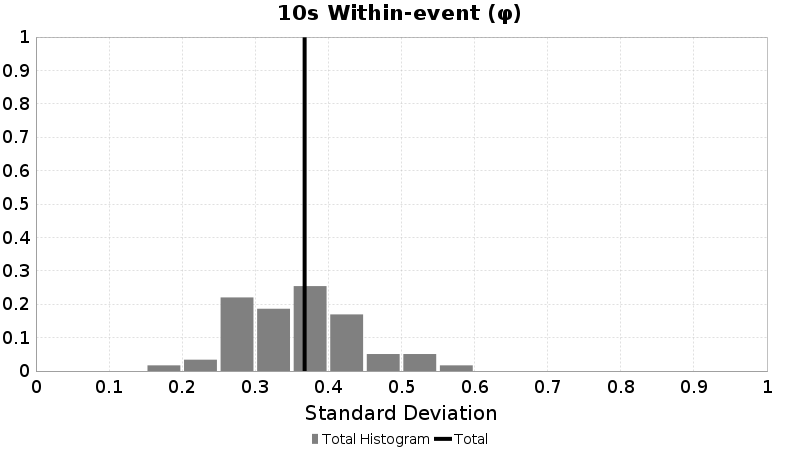 10s Within-event (φ)
1
0.9
0.8
0.7
0.6
0.5
0.4
0.3
0.2
0.1
0
0 0.1 0.2 0.3 0.4 0.5 0.6 0.7 0.8 0.9 1
Standard Deviation
Total Histogram Total